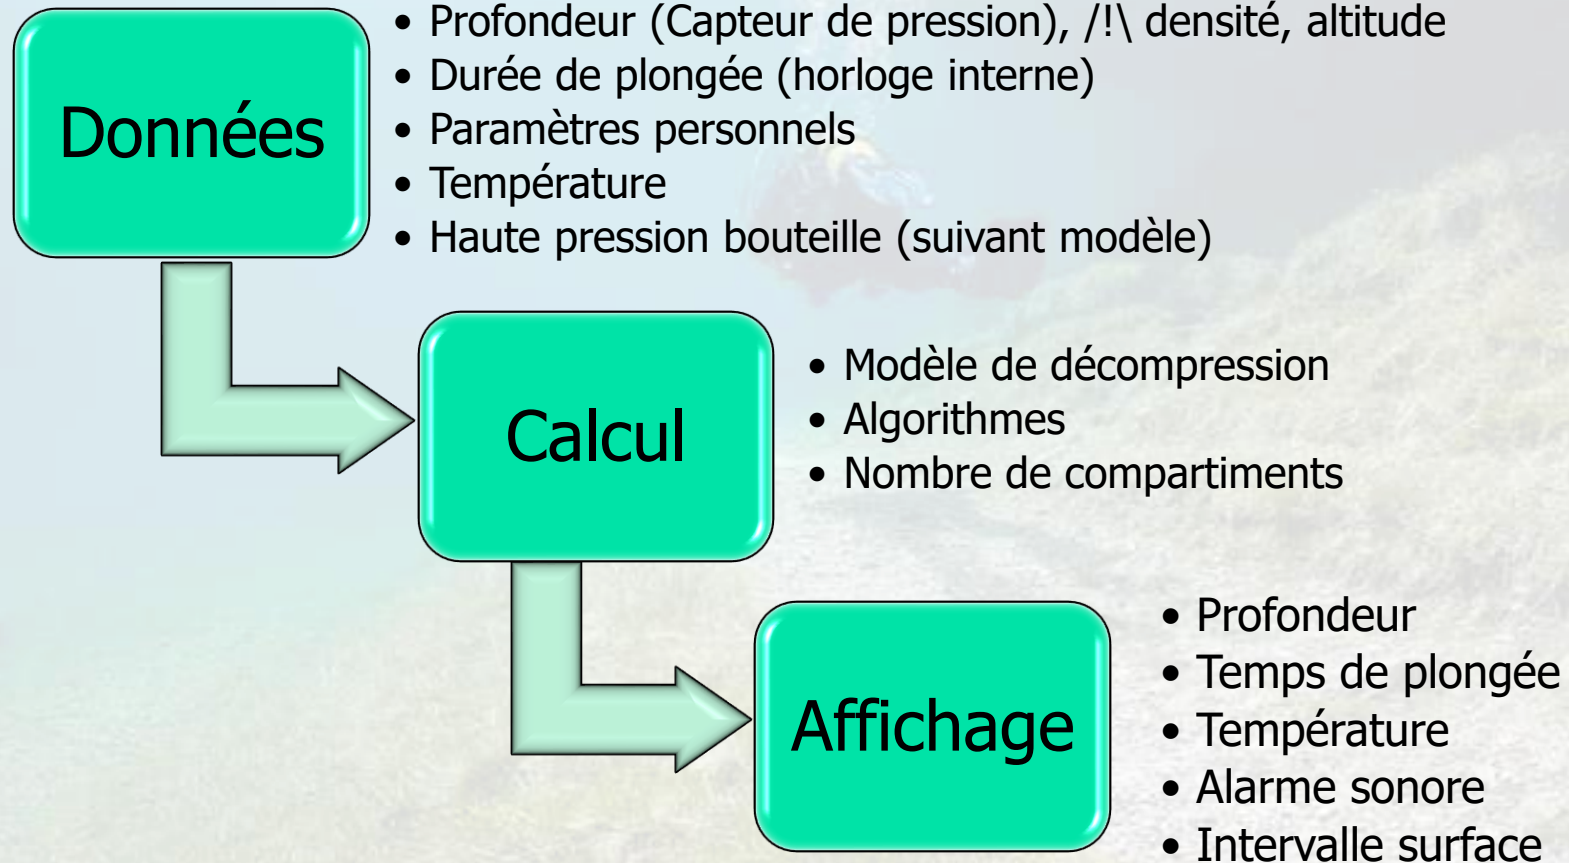 Données
• Profondeur (Capteur de pression), /!\ densité, altitude
• Durée de plongée (horloge interne)
• Paramètres personnels
• Température
• Haute pression bouteille (suivant modèle)
Calcul
• Modèle de décompression
• Algorithmes
• Nombre de compartiments
Affichage
• Profondeur
• Temps de plongée
• Température
• Alarme sonore
• Intervalle surface